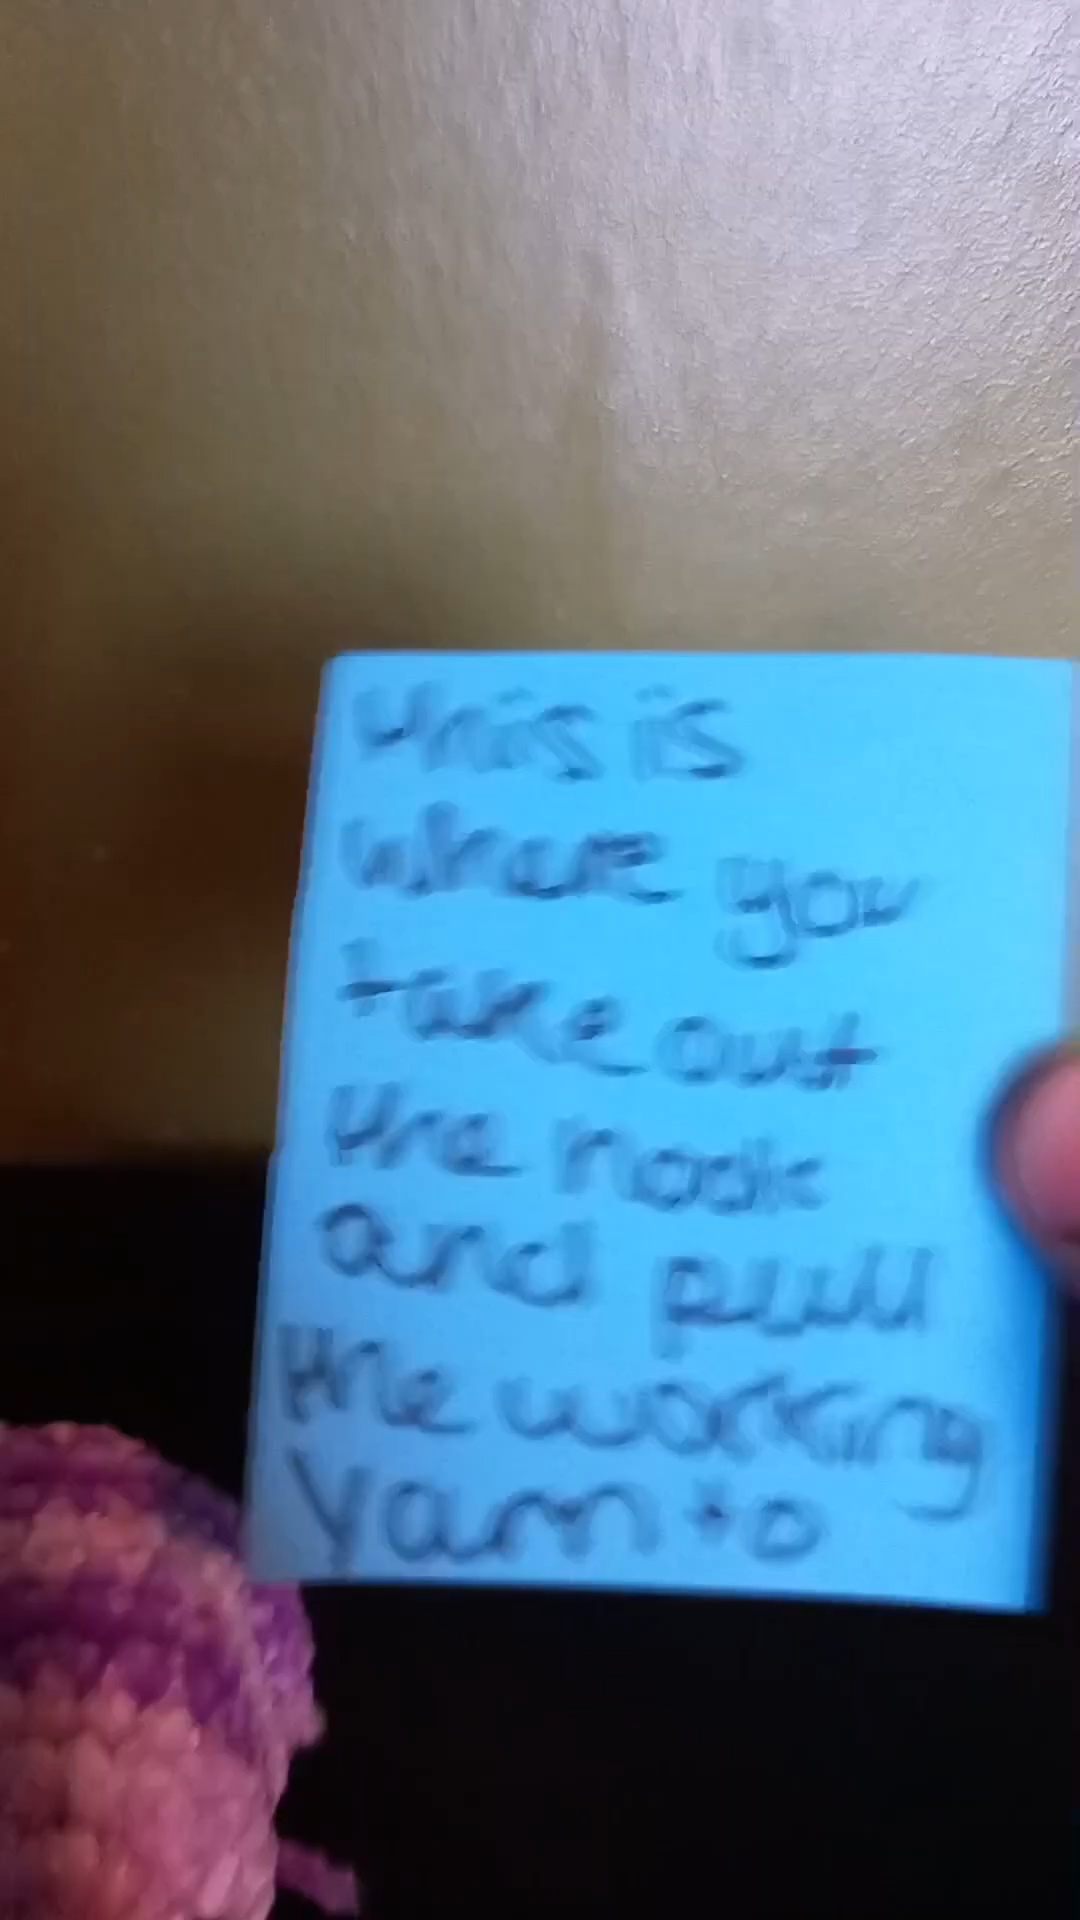 this is
where you
take out
the hook
and pull
the working
Yarn to